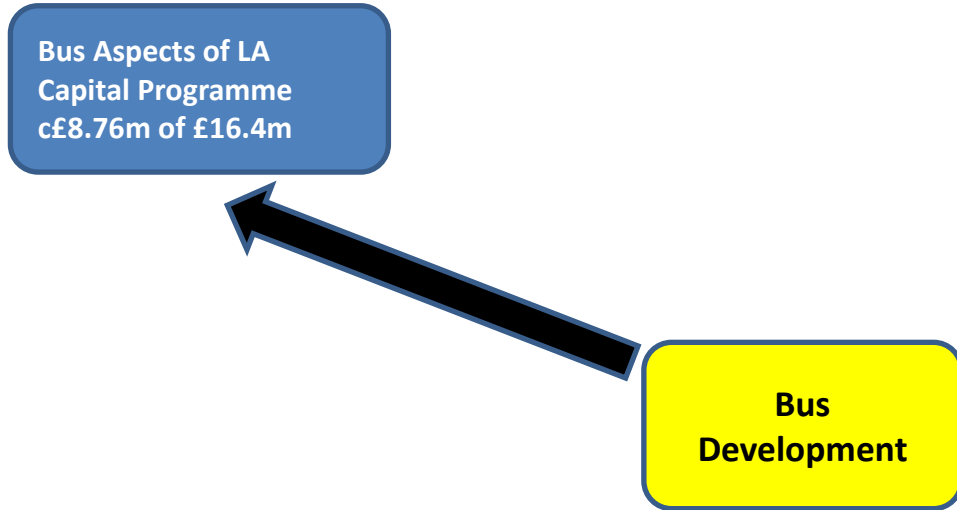 Bus Aspects of LA
Capital Programme
c£8.76m of £16.4m
Bus
Development